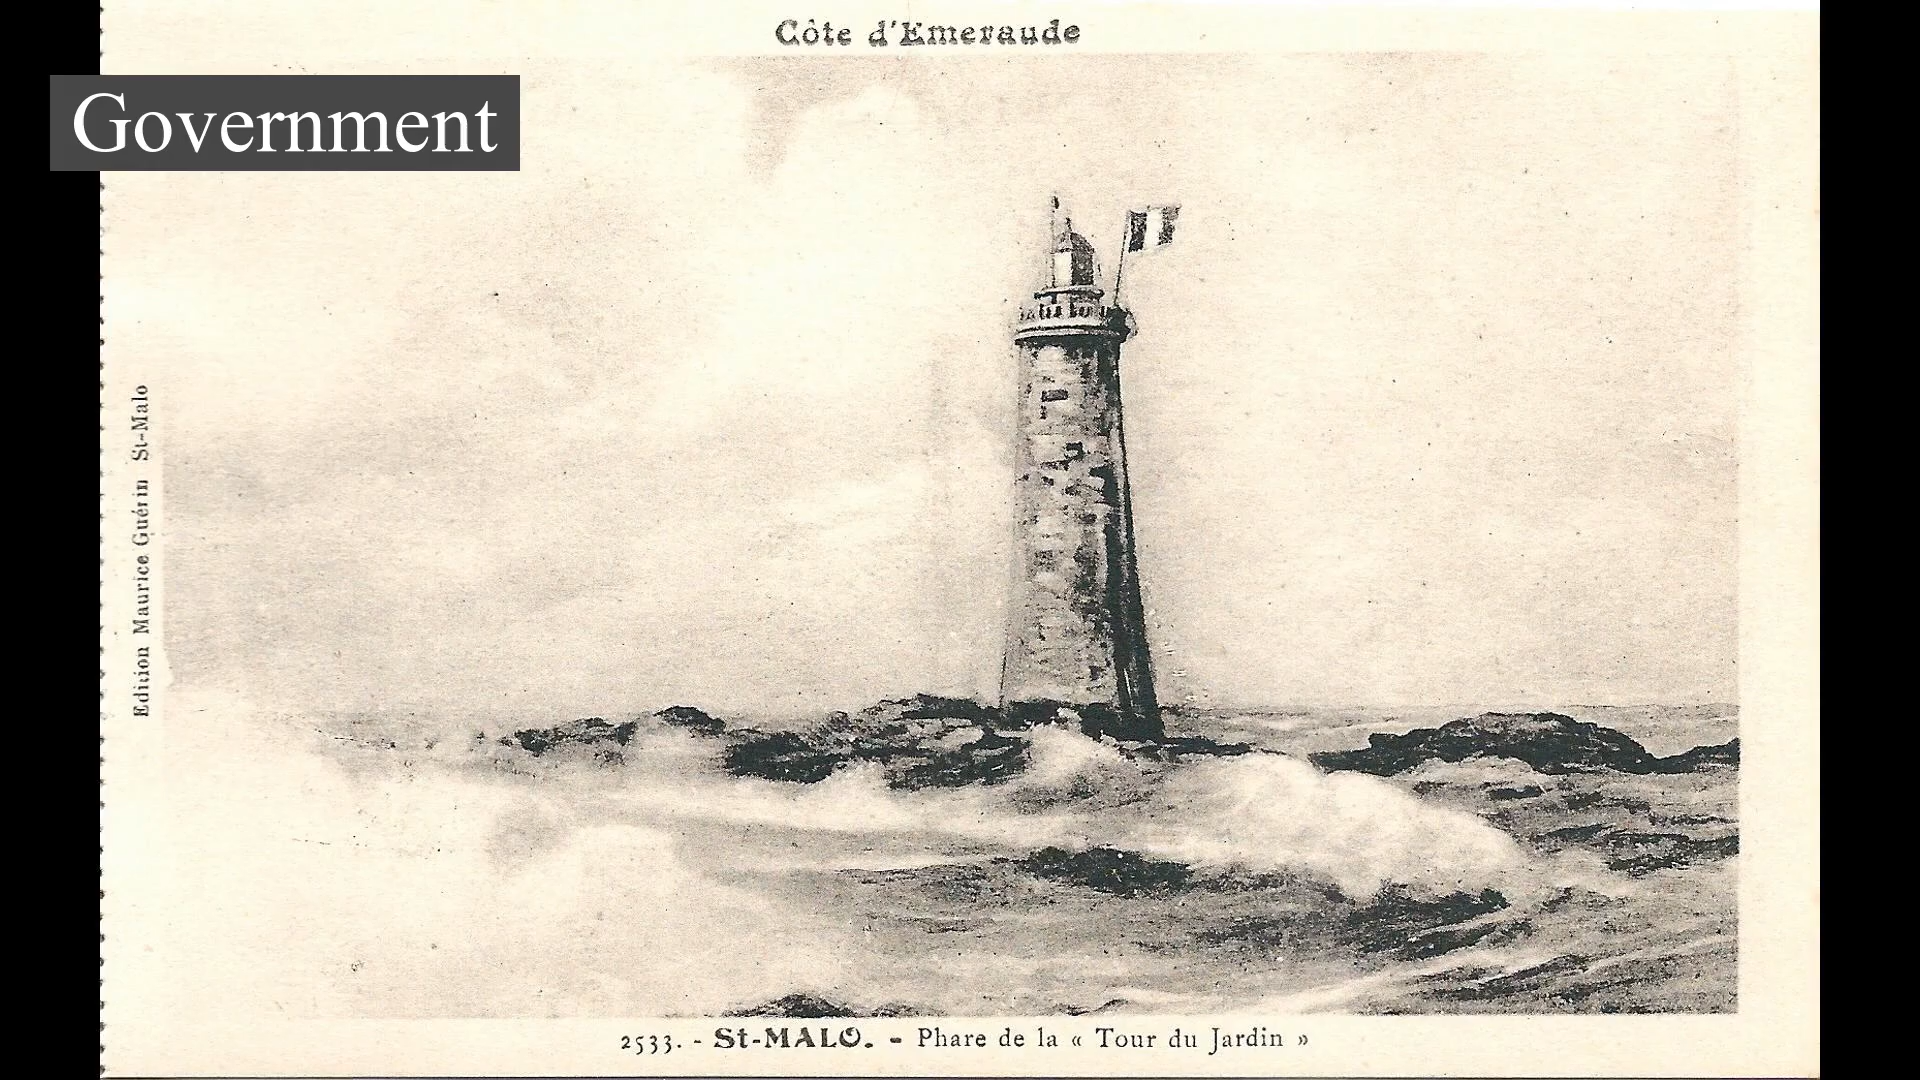 Côte d'Emeraude
Government
Edition Maurice Guérin St-Malo
2533. - St-MALO. - Phare de la « Tour du Jardin »